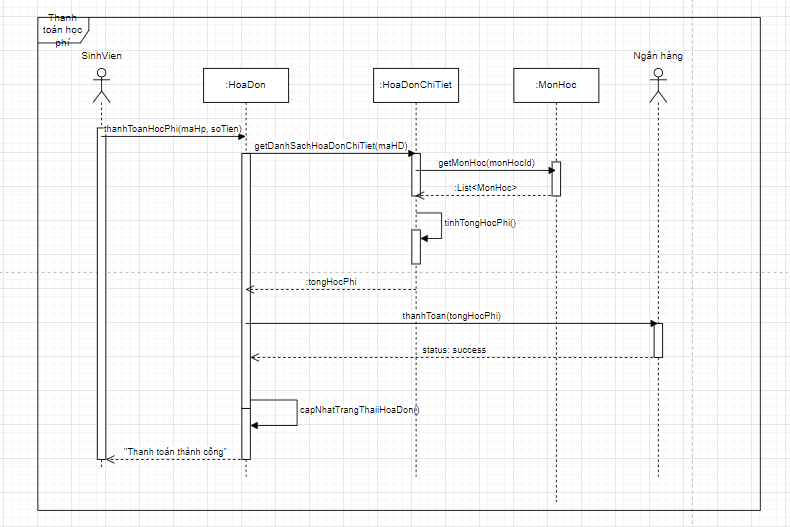 Thanh
toán học
phí
SinhVien
Ngân hàng
:HoaDon
:HoaDonChiTiet
:MonHoc
thanhToanHocPhi(maHp, soTien)
getDanhSachHoaDonChiTiet(maHD)
getMonHoc(monHocId)
:List<MonHoc>
tinhTongHocPhi()
:tongHocPhi
thanhToan(tongHocPhi)
status: success
capNhatTrangThaiiHoaDon()
"Thanh toán thành công"